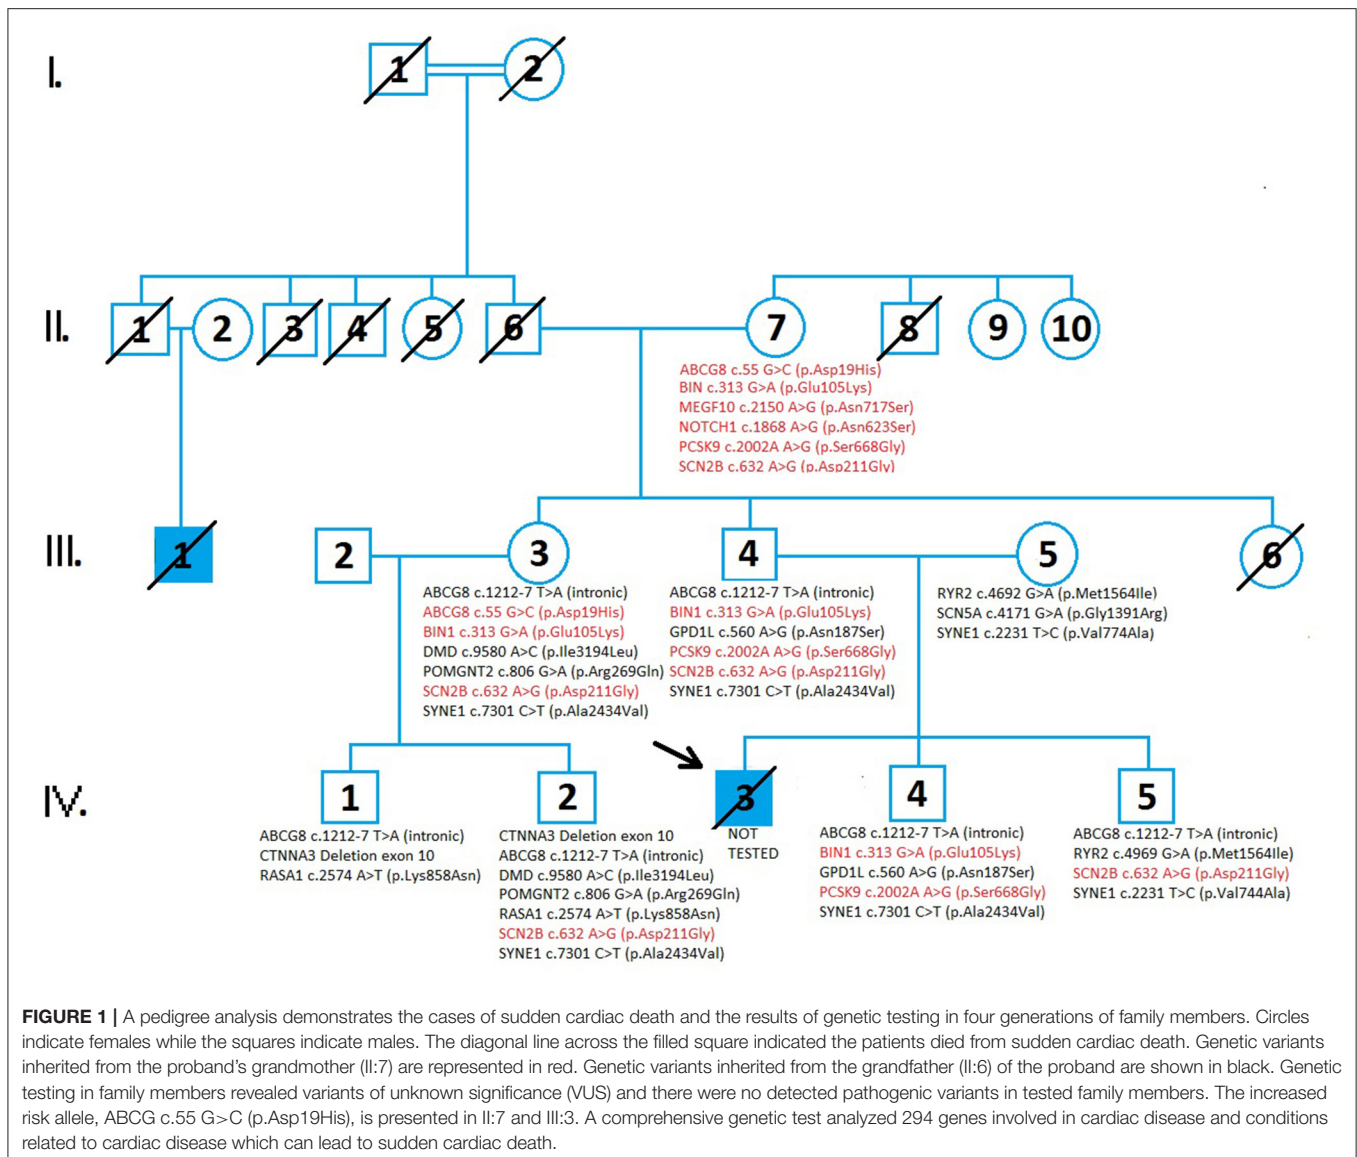 I.
1
2
II.
1
2
3
4
5
6
7
8
9
10
ABCG8 c.55 G>C (p.Asp19His)
BIN c.313 G>A (p.Glu105Lys)
MEGF10 c.2150 A>G (p.Asn717Ser)
NOTCH1 c.1868 A>G (p.Asn623Ser)
PCSK9 c.2002A A>G (p.Ser668Gly)
SCN2B c.632 A>G (p.Asp211Gly)
III.
1
2
3
4
5
6
ABCG8 c.1212-7 T>A (intronic)
ABCG8 c.55 G>C (p.Asp19His)
BIN1 c.313 G>A (p.Glu105Lys)
DMD c.9580 A>C (p.Ile3194Leu)
POMGNT2 c.806 G>A (p.Arg269Gln)
SCN2B c.632 A>G (p.Asp211Gly)
SYNE1 c.7301 C>T (p.Ala2434Val)
ABCG8 c.1212-7 T>A (intronic)
BIN1 c.313 G>A (p.Glu105Lys)
GPD1L c.560 A>G (p.Asn187Ser)
PCSK9 c.2002A A>G (p.Ser668Gly)
SCN2B c.632 A>G (p.Asp211Gly)
SYNE1 c.7301 C>T (p.Ala2434Val)
RYR2 c.4692 G>A (p.Met1564Ile)
SCN5A c.4171 G>A (p.Gly1391Arg)
SYNE1 c.2231 T>C (p.Val774Ala)
IV.
1
2
3
4
5
ABCG8 c.1212-7 T>A (intronic)
CTNNA3 Deletion exon 10
RASA1 c.2574 A>T (p.Lys858Asn)
CTNNA3 Deletion exon 10
ABCG8 c.1212-7 T>A (intronic)
DMD c.9580 A>C (p.Ile3194Leu)
POMGNT2 c.806 G>A (p.Arg269Gln)
RASA1 c.2574 A>T (p.Lys858Asn)
SCN2B c.632 A>G (p.Asp211Gly)
SYNE1 c.7301 C>T (p.Ala2434Val)
NOT
TESTED
ABCG8 c.1212-7 T>A (intronic)
BIN1 c.313 G>A (p.Glu105Lys)
GPD1L c.560 A>G (p.Asn187Ser)
PCSK9 c.2002A A>G (p.Ser668Gly)
SYNE1 c.7301 C>T (p.Ala2434Val)
ABCG8 c.1212-7 T>A (intronic)
RYR2 c.4969 G>A (p.Met1564Ile)
SCN2B c.632 A>G (p.Asp211Gly)
SYNE1 c.2231 T>C (p.Val744Ala)
FIGURE 1 | A pedigree analysis demonstrates the cases of sudden cardiac death and the results of genetic testing in four generations of family members. Circles
indicate females while the squares indicate males. The diagonal line across the filled square indicated the patients died from sudden cardiac death. Genetic variants
inherited from the proband's grandmother (II:7) are represented in red. Genetic variants inherited from the grandfather (II:6) of the proband are shown in black. Genetic
testing in family members revealed variants of unknown significance (VUS) and there were no detected pathogenic variants in tested family members. The increased
risk allele, ABCG c.55 G>C (p.Asp19His), is presented in II:7 and III:3. A comprehensive genetic test analyzed 294 genes involved in cardiac disease and conditions
related to cardiac disease which can lead to sudden cardiac death.